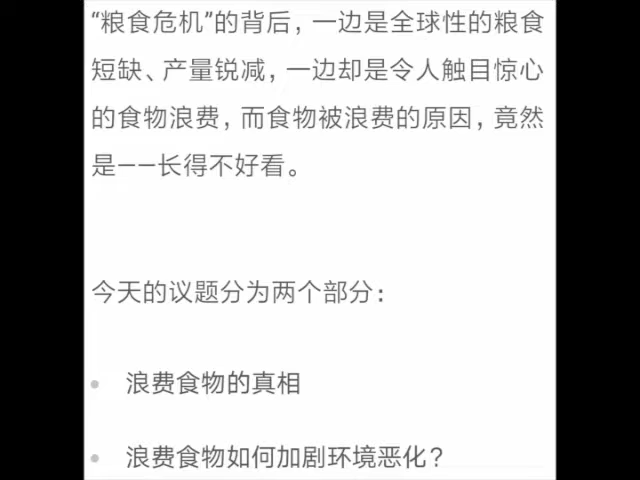 “粮食危机”的背后，一边是全球性的粮食
短缺、产量锐减，一边却是令人触目惊心
的食物浪费，而食物被浪费的原因，竟然
是——长得不好看。
今天的议题分为两个部分：
• 浪费食物的真相
• 浪费食物如何加剧环境恶化？